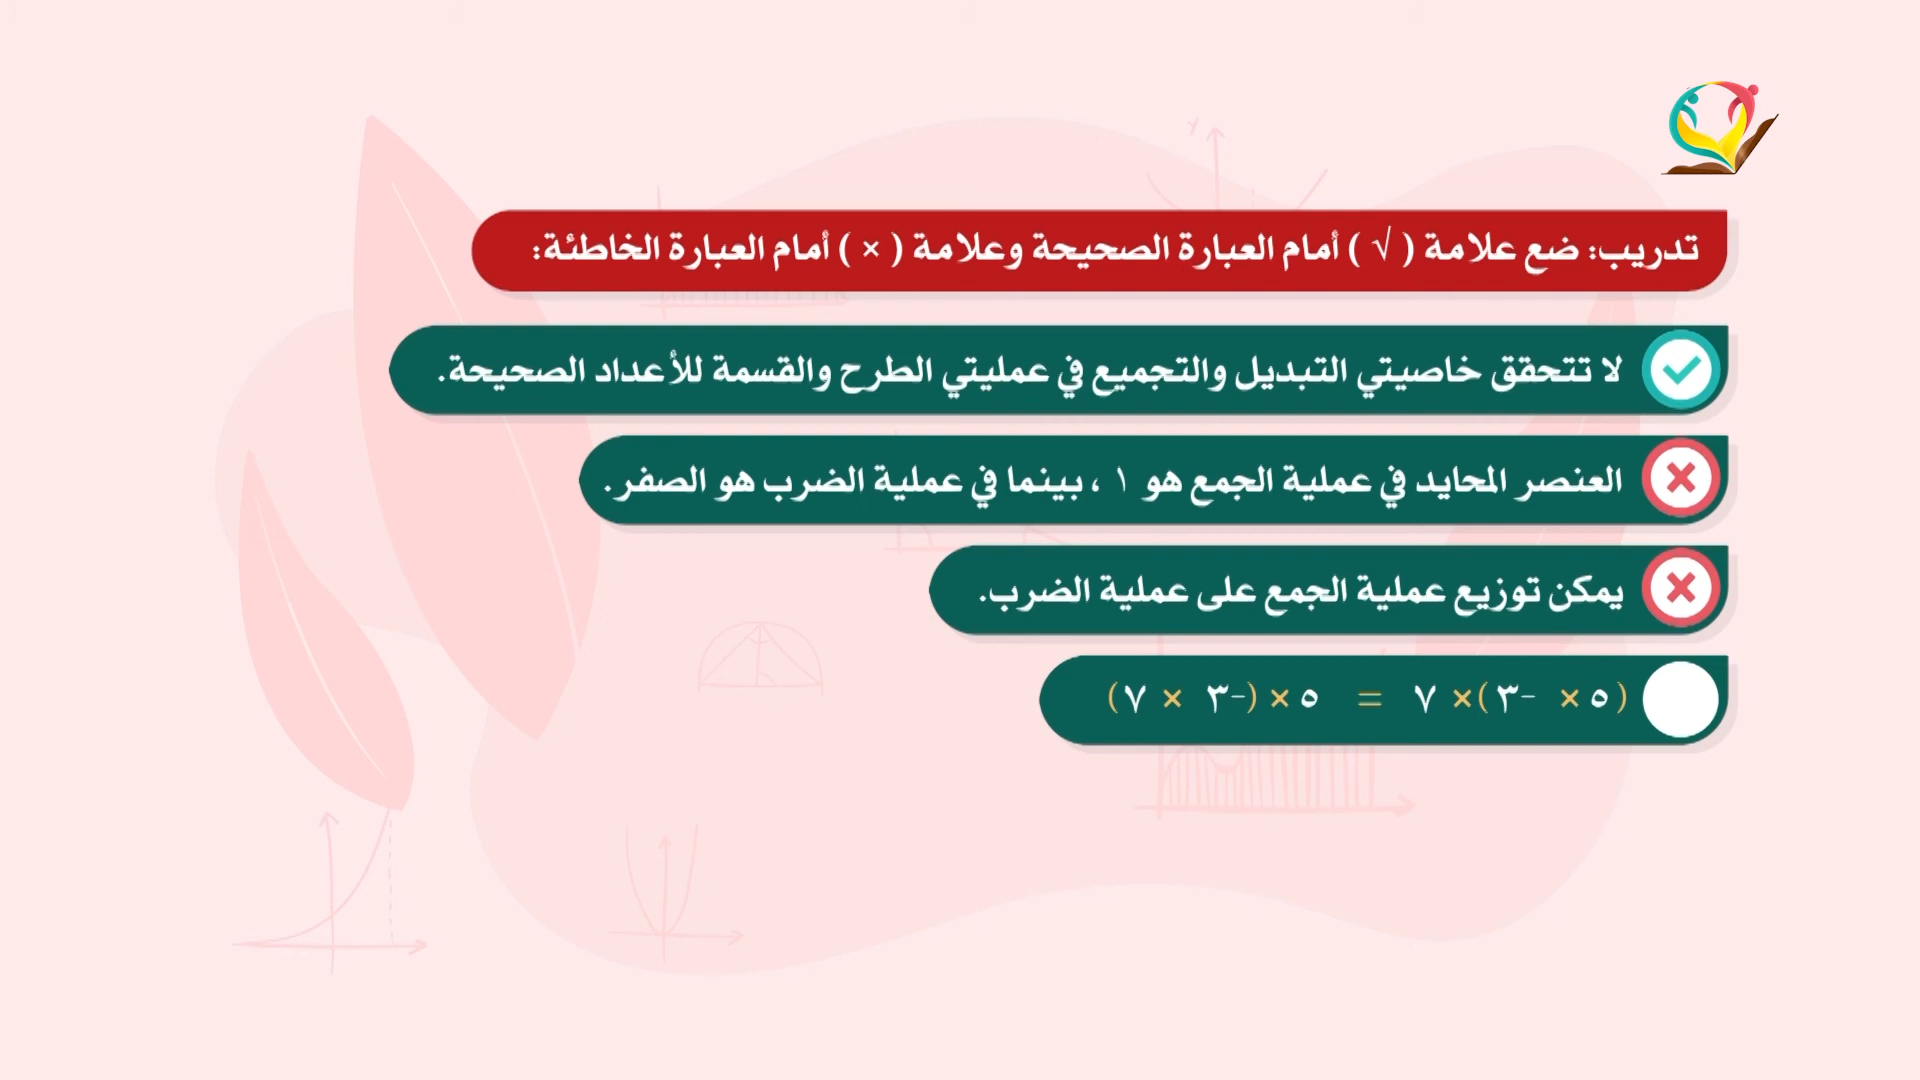 تدريب: ضع علامة ( √ ) أمام العبارة الصحيحة وعلامة ( × ) أمام العبارة الخاطئة:
لا تتحقق خاصيتي التبديل والتجميع في عمليتي الطرح والقسمة للأعداد الصحيحة.
العنصر المحايد في عملية الجمع هو ١ ، بينما في عملية الضرب هو الصفر.
يمكن توزيع عملية الجمع على عملية الضرب.
(٥ × -٣)× ٧ = ٥ ×(-٣ × ٧)